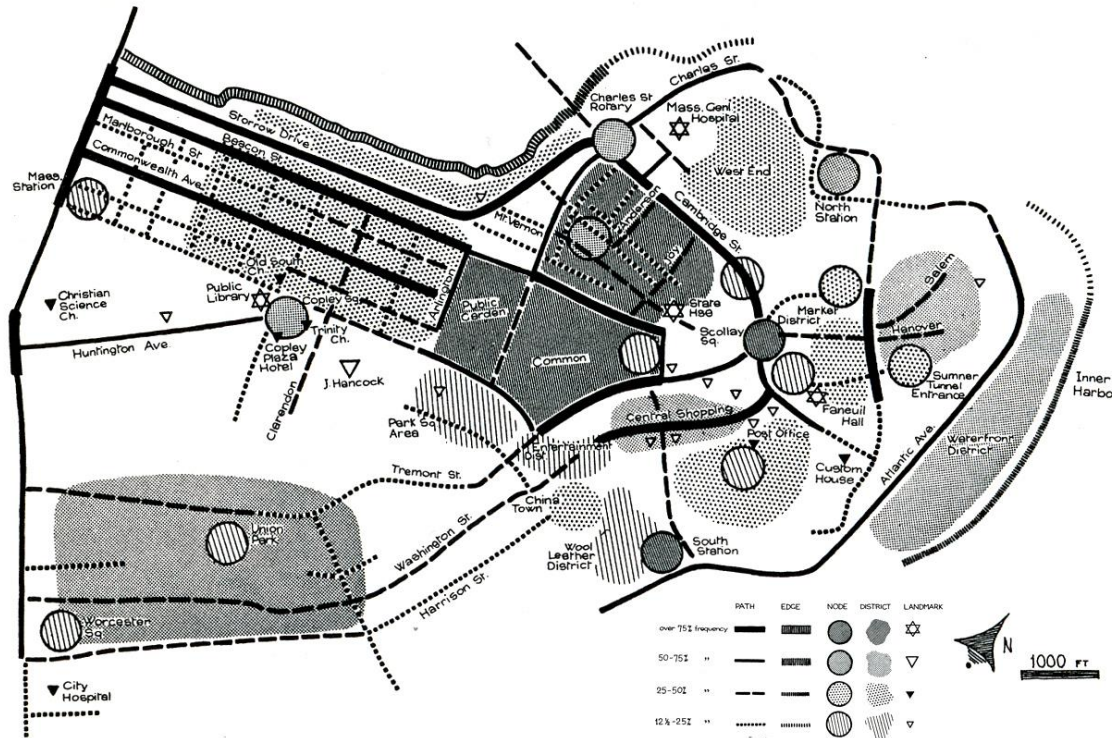 Charles St.
Charles St
Rotary
Mass. Genl
Hospital
Storrow Drive
Beacon St.
Marlborough St
Commonwealth Ave.
Mass.
Station
West End
North
Station
Mt Vernon
Anderson
Cambridge St.
Joy
Salem
Old South
Ch.
Public
Library
Arlington
Public
Garden
State
Hse
Market
District
Hanover
Christian
Science
Ch.
Copley Sq.
Trinity
Ch.
Copley
Plaza
Hotel
Scollay
Sq.
Common
Huntington Ave.
J. Hancock
Clarendon
Sumner
Tunnel
Entrance
Inner
Harbo
Faneuil
Hall
Central Shopping
Park Sq.
Area
Entertainment
Dist
Post Office
Custom
House
Atlantic Ave.
Waterfront
District
Tremont St.
China
Town
Washington St.
Union
Park
Wool
Leather
District
South
Station
Harrison St.
Worcester
Sq
City
Hospital
PATH EDGE NODE DISTRICT LANDMARK
over 75% frequency
50-75% "
25-50% "
12½-25% "
N
1000 FT